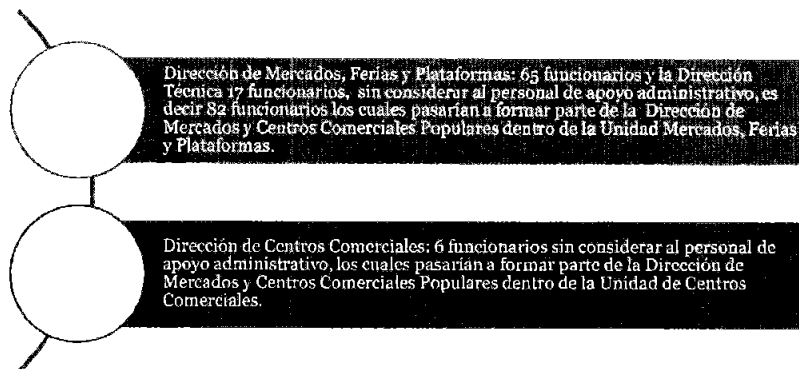 Dirección de Mercados, Ferias y Plataformas: 65 funcionarios y la Dirección
Técnica 17 funcionarios, sin considerar al personal de apoyo administrativo, es
decir 82 funcionarios los cuales pasarían a formar parte de la Dirección de
Mercados y Centros Comerciales Populares dentro de la Unidad Mercados, Ferias
y Plataformas.
Dirección de Centros Comerciales: 6 funcionarios sin considerar al personal de
apoyo administrativo, los cuales pasarían a formar parte de la Dirección de
Mercados y Centros Comerciales Populares dentro de la Unidad de Centros
Comerciales.